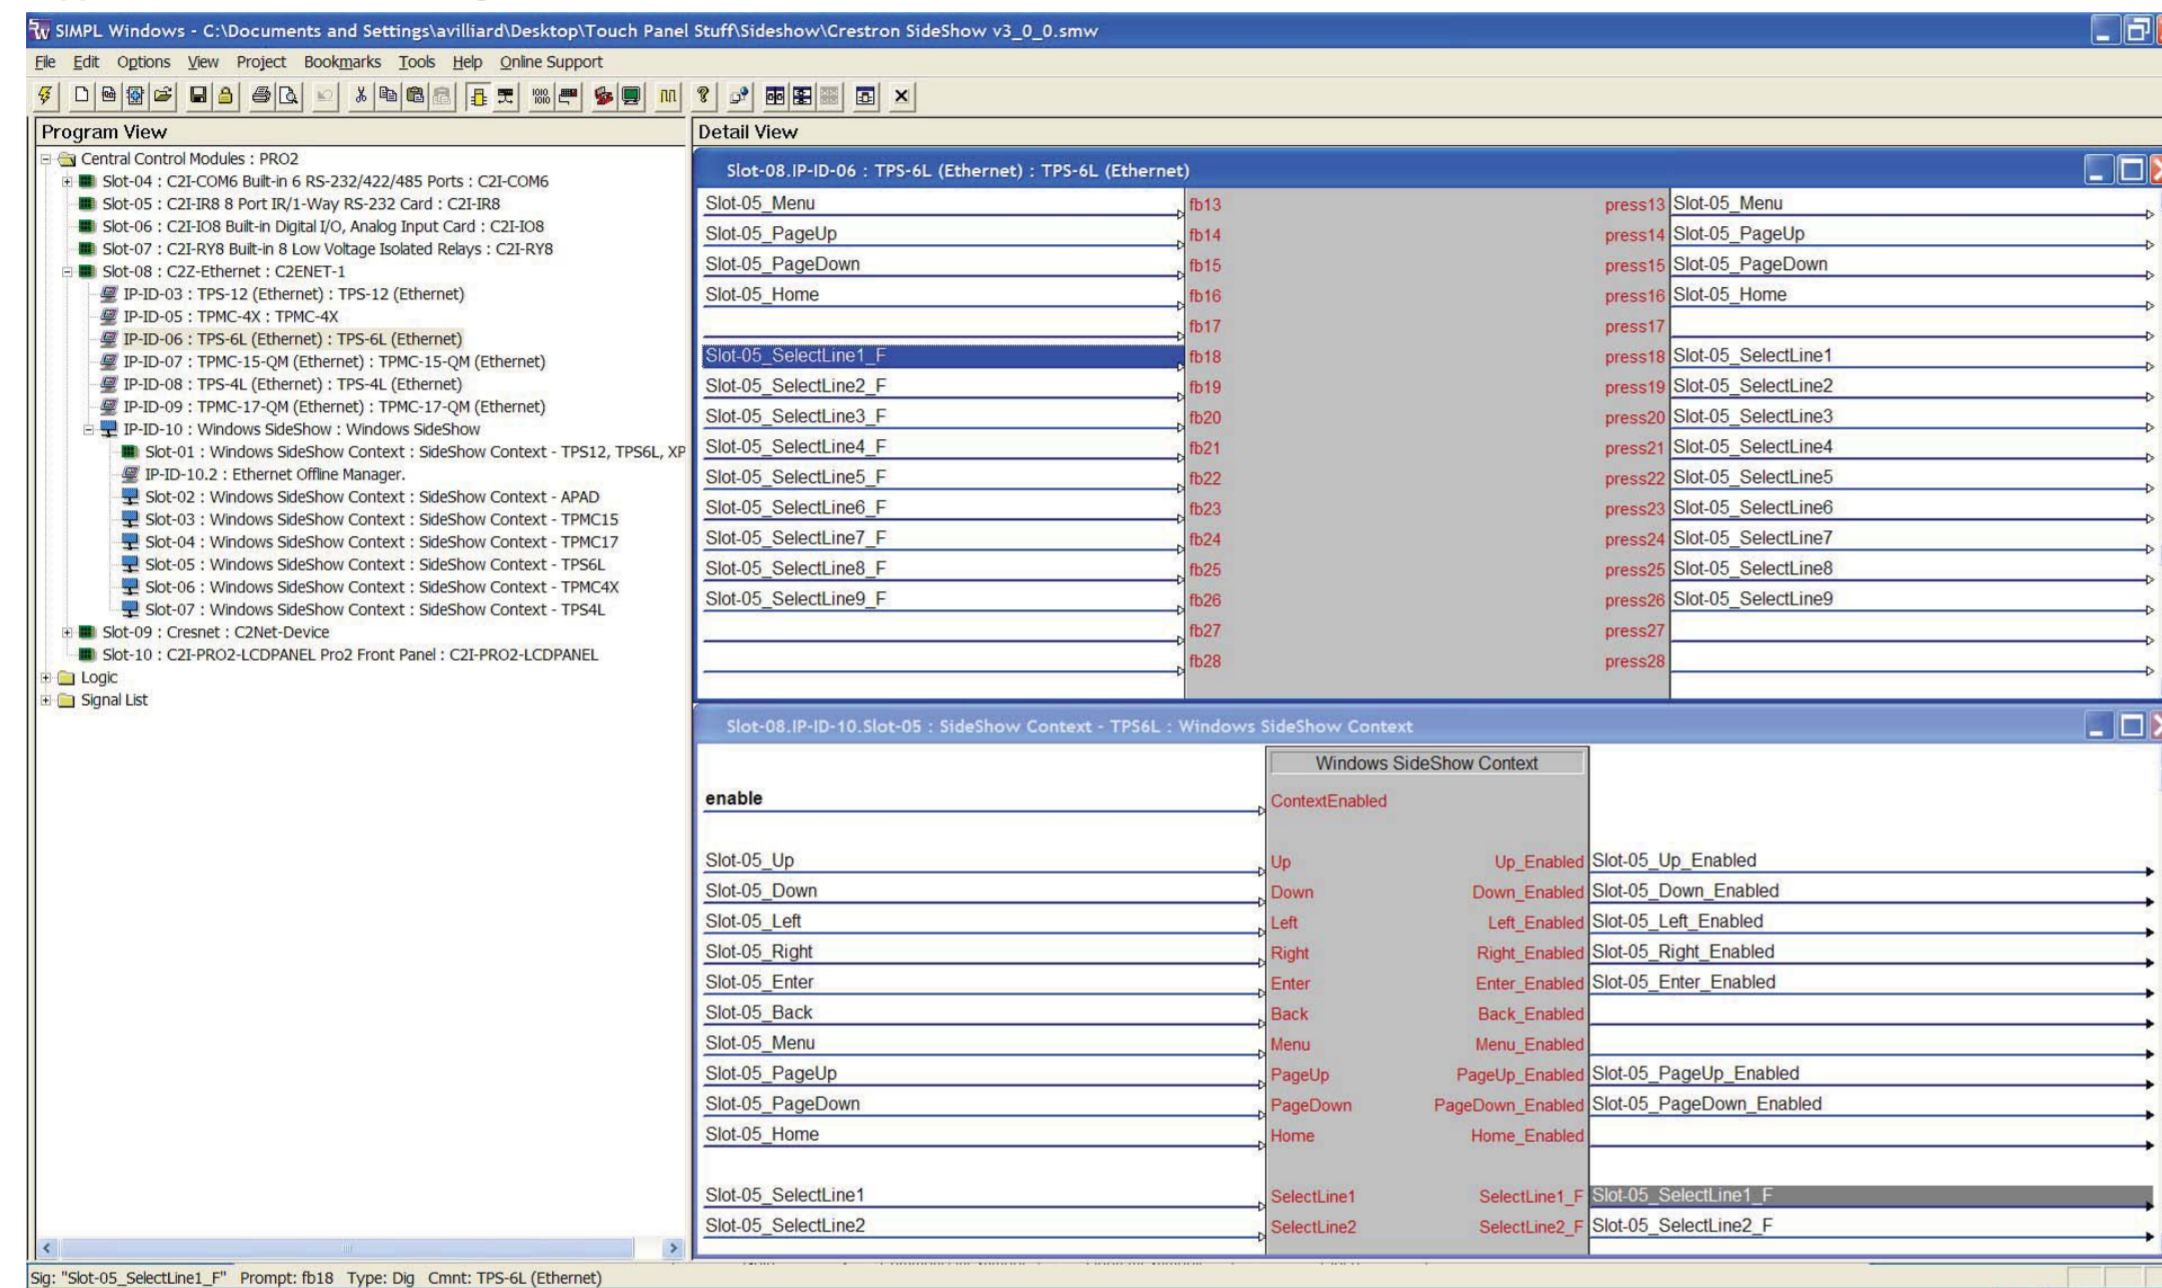 SIMPL Windows - C:\Documents and Settings\avilliard\Desktop\Touch Panel Stuff\Sideshow\Crestron SideShow v3_0_0.smw
File Edit Options View Project Bookmarks Tools Help Online Support
Program View
Central Control Modules : PRO2
Slot-04 : C2I-COM6 Built-in 6 RS-232/422/485 Ports : C2I-COM6
Slot-05 : C2I-IR8 8 Port IR/1-Way RS-232 Card : C2I-IR8
Slot-06 : C2I-IO8 Built-in Digital I/O, Analog Input Card : C2I-IO8
Slot-07 : C2I-RY8 Built-in 8 Low Voltage Isolated Relays : C2I-RY8
Slot-08 : C2Z-Ethernet : C2ENET-1
IP-ID-03 : TPS-12 (Ethernet) : TPS-12 (Ethernet)
IP-ID-05 : TPMC-4X : TPMC-4X
IP-ID-06 : TPS-6L (Ethernet) : TPS-6L (Ethernet)
IP-ID-07 : TPMC-15-QM (Ethernet) : TPMC-15-QM (Ethernet)
IP-ID-08 : TPS-4L (Ethernet) : TPS-4L (Ethernet)
IP-ID-09 : TPMC-17-QM (Ethernet) : TPMC-17-QM (Ethernet)
IP-ID-10 : Windows SideShow : Windows SideShow
Slot-01 : Windows SideShow Context : SideShow Context - TPS12, TPS6L, XP
IP-ID-10.2 : Ethernet Offline Manager.
Slot-02 : Windows SideShow Context : SideShow Context - APAD
Slot-03 : Windows SideShow Context : SideShow Context - TPMC15
Slot-04 : Windows SideShow Context : SideShow Context - TPMC17
Slot-05 : Windows SideShow Context : SideShow Context - TPS6L
Slot-06 : Windows SideShow Context : SideShow Context - TPMC4X
Slot-07 : Windows SideShow Context : SideShow Context - TPS4L
Slot-09 : Cresnet : C2Net-Device
Slot-10 : C2I-PRO2-LCDPANEL Pro2 Front Panel : C2I-PRO2-LCDPANEL
Logic
Signal List
Detail View
Slot-08.IP-ID-06 : TPS-6L (Ethernet) : TPS-6L (Ethernet)
Slot-05_Menu fb13 press13 Slot-05_Menu
Slot-05_PageUp fb14 press14 Slot-05_PageUp
Slot-05_PageDown fb15 press15 Slot-05_PageDown
Slot-05_Home fb16 press16 Slot-05_Home
fb17 press17
Slot-05_SelectLine1_F fb18 press18 Slot-05_SelectLine1
Slot-05_SelectLine2_F fb19 press19 Slot-05_SelectLine2
Slot-05_SelectLine3_F fb20 press20 Slot-05_SelectLine3
Slot-05_SelectLine4_F fb21 press21 Slot-05_SelectLine4
Slot-05_SelectLine5_F fb22 press22 Slot-05_SelectLine5
Slot-05_SelectLine6_F fb23 press23 Slot-05_SelectLine6
Slot-05_SelectLine7_F fb24 press24 Slot-05_SelectLine7
Slot-05_SelectLine8_F fb25 press25 Slot-05_SelectLine8
Slot-05_SelectLine9_F fb26 press26 Slot-05_SelectLine9
fb27 press27
fb28 press28
Slot-08.IP-ID-10.Slot-05 : SideShow Context - TPS6L : Windows SideShow Context
Windows SideShow Context
enable ContextEnabled
Slot-05_Up Up Up_Enabled Slot-05_Up_Enabled
Slot-05_Down Down Down_Enabled Slot-05_Down_Enabled
Slot-05_Left Left Left_Enabled Slot-05_Left_Enabled
Slot-05_Right Right Right_Enabled Slot-05_Right_Enabled
Slot-05_Enter Enter Enter_Enabled Slot-05_Enter_Enabled
Slot-05_Back Back Back_Enabled
Slot-05_Menu Menu Menu_Enabled
Slot-05_PageUp PageUp PageUp_Enabled Slot-05_PageUp_Enabled
Slot-05_PageDown PageDown PageDown_Enabled Slot-05_PageDown_Enabled
Slot-05_Home Home Home_Enabled
Slot-05_SelectLine1 SelectLine1 SelectLine1_F Slot-05_SelectLine1_F
Slot-05_SelectLine2 SelectLine2 SelectLine2_F Slot-05_SelectLine2_F
Sig: "Slot-05_SelectLine1_F" Prompt: fb18 Type: Dig Cmnt: TPS-6L (Ethernet)